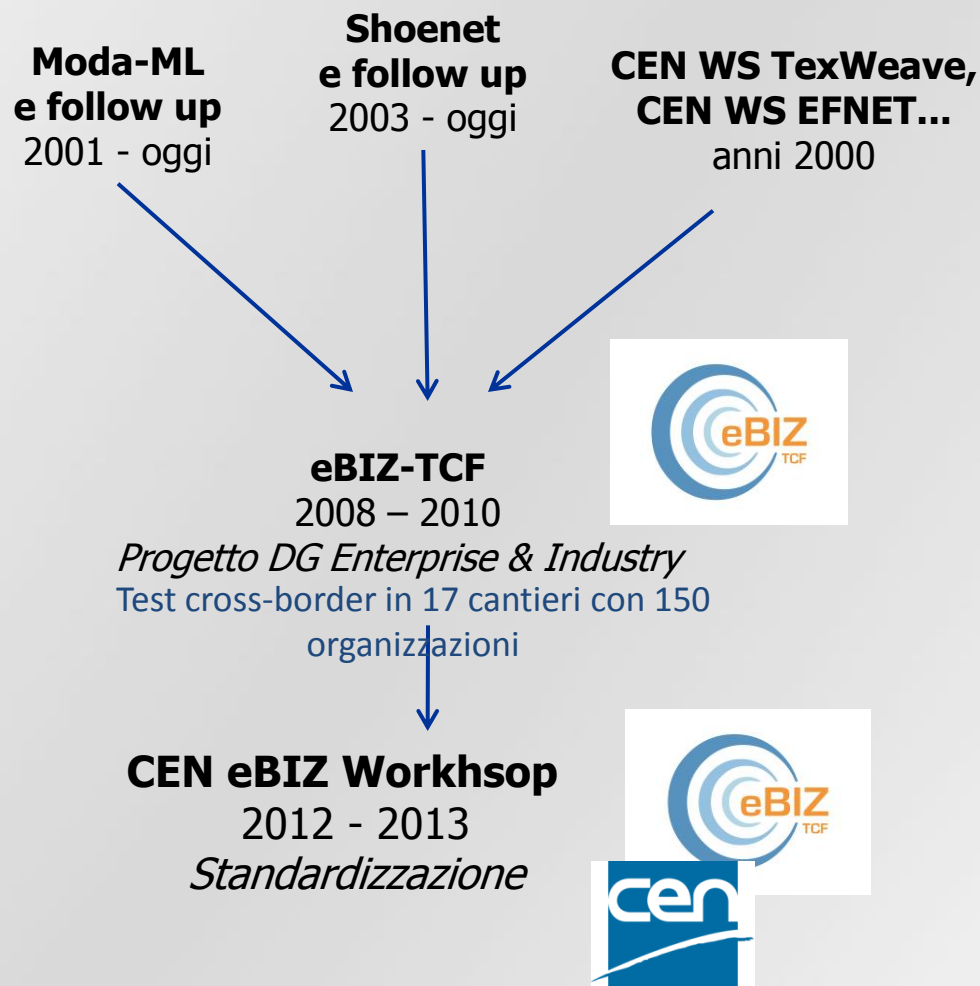 Moda-ML
e follow up
2001 - oggi
Shoenet
e follow up
2003 - oggi
CEN WS TexWeave,
CEN WS EFNET...
anni 2000
eBIZ
TCF
eBIZ-TCF
2008 – 2010
Progetto DG Enterprise & Industry
Test cross-border in 17 cantieri con 150
organizzazioni
CEN eBIZ Workhsop
2012 - 2013
Standardizzazione
eBIZ
TCF
cen